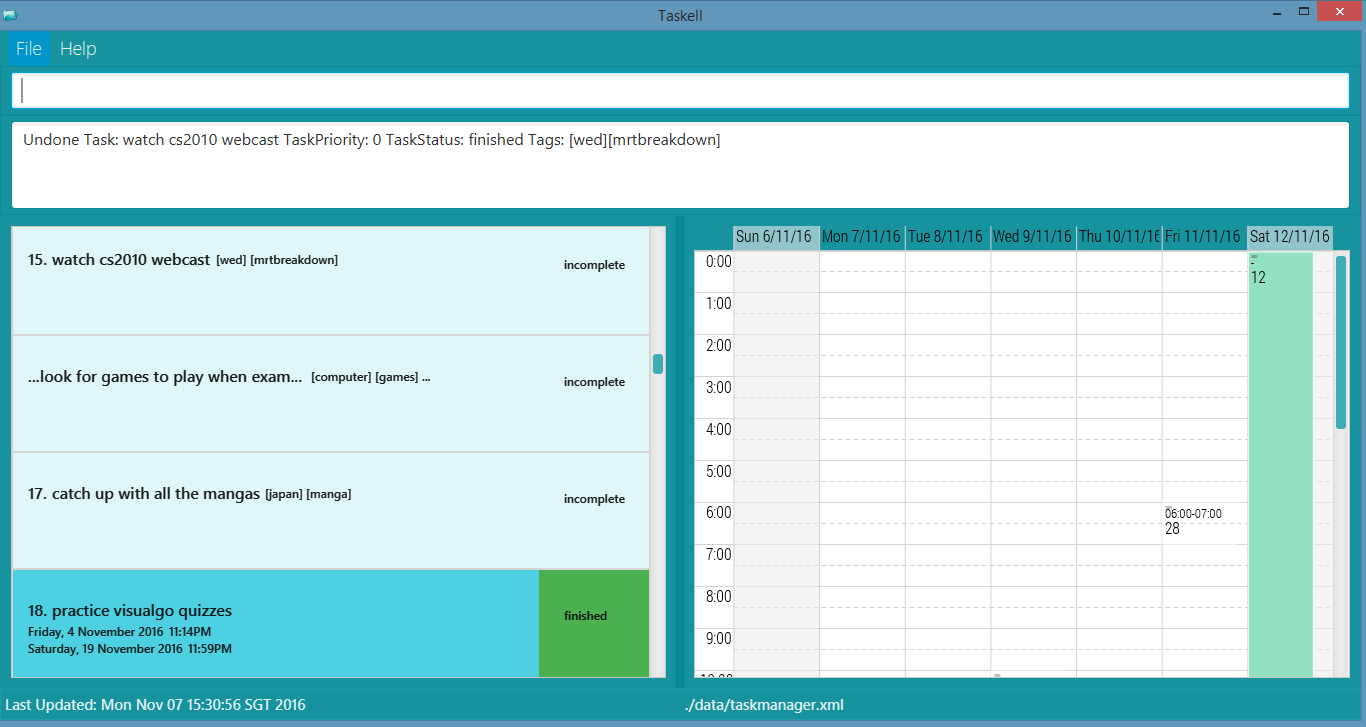 Taskell
File Help
Undone Task: watch cs2010 webcast TaskPriority: 0 TaskStatus: finished Tags: [wed][mrtbreakdown]
15. watch cs2010 webcast [wed] [mrtbreakdown]
incomplete
...look for games to play when exam... [computer] [games] ...
incomplete
17. catch up with all the mangas [japan] [manga]
incomplete
18. practice visualgo quizzes
Friday, 4 November 2016 11:14PM
Saturday, 19 November 2016 11:59PM
finished
Sun 6/11/16 Mon 7/11/16 Tue 8/11/16 Wed 9/11/16 Thu 10/11/16 Fri 11/11/16 Sat 12/11/16
0:00
-
12
1:00
2:00
3:00
4:00
5:00
6:00
06:00-07:00
28
7:00
8:00
9:00
10:00
Last Updated: Mon Nov 07 15:30:56 SGT 2016
./data/taskmanager.xml